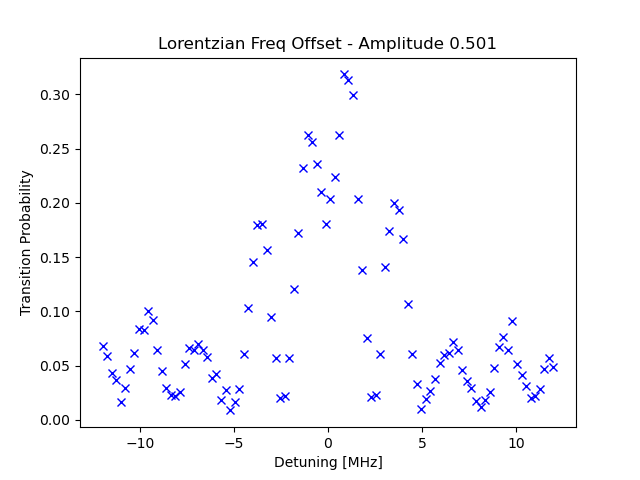 Lorentzian Freq Offset - Amplitude 0.501
0.30
0.25
0.20
0.15
0.10
0.05
0.00
Transition Probability
−10 −5 0 5 10
Detuning [MHz]